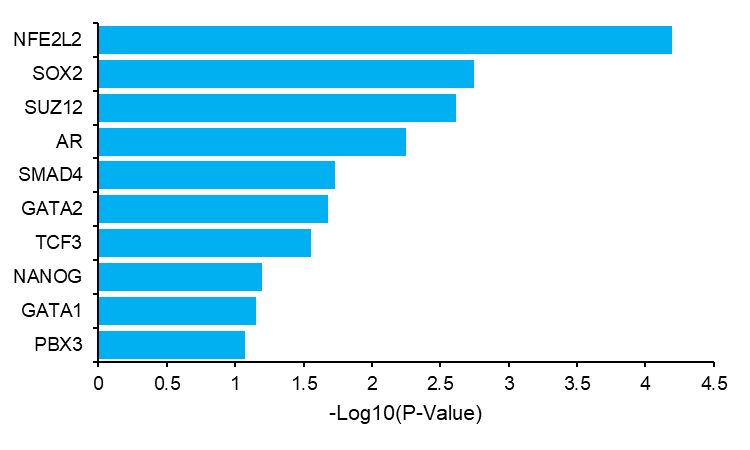 NFE2L2
SOX2
SUZ12
AR
SMAD4
GATA2
TCF3
NANOG
GATA1
PBX3
0 0.5 1 1.5 2 2.5 3 3.5 4 4.5
-Log10(P-Value)